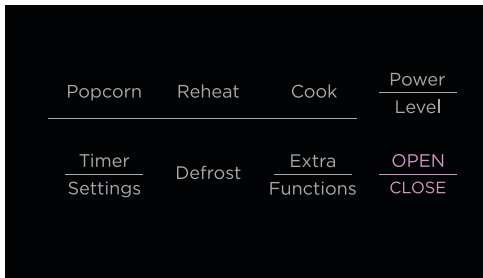 Popcorn Reheat Cook Power
Level
Timer Defrost Extra OPEN
Settings Functions CLOSE